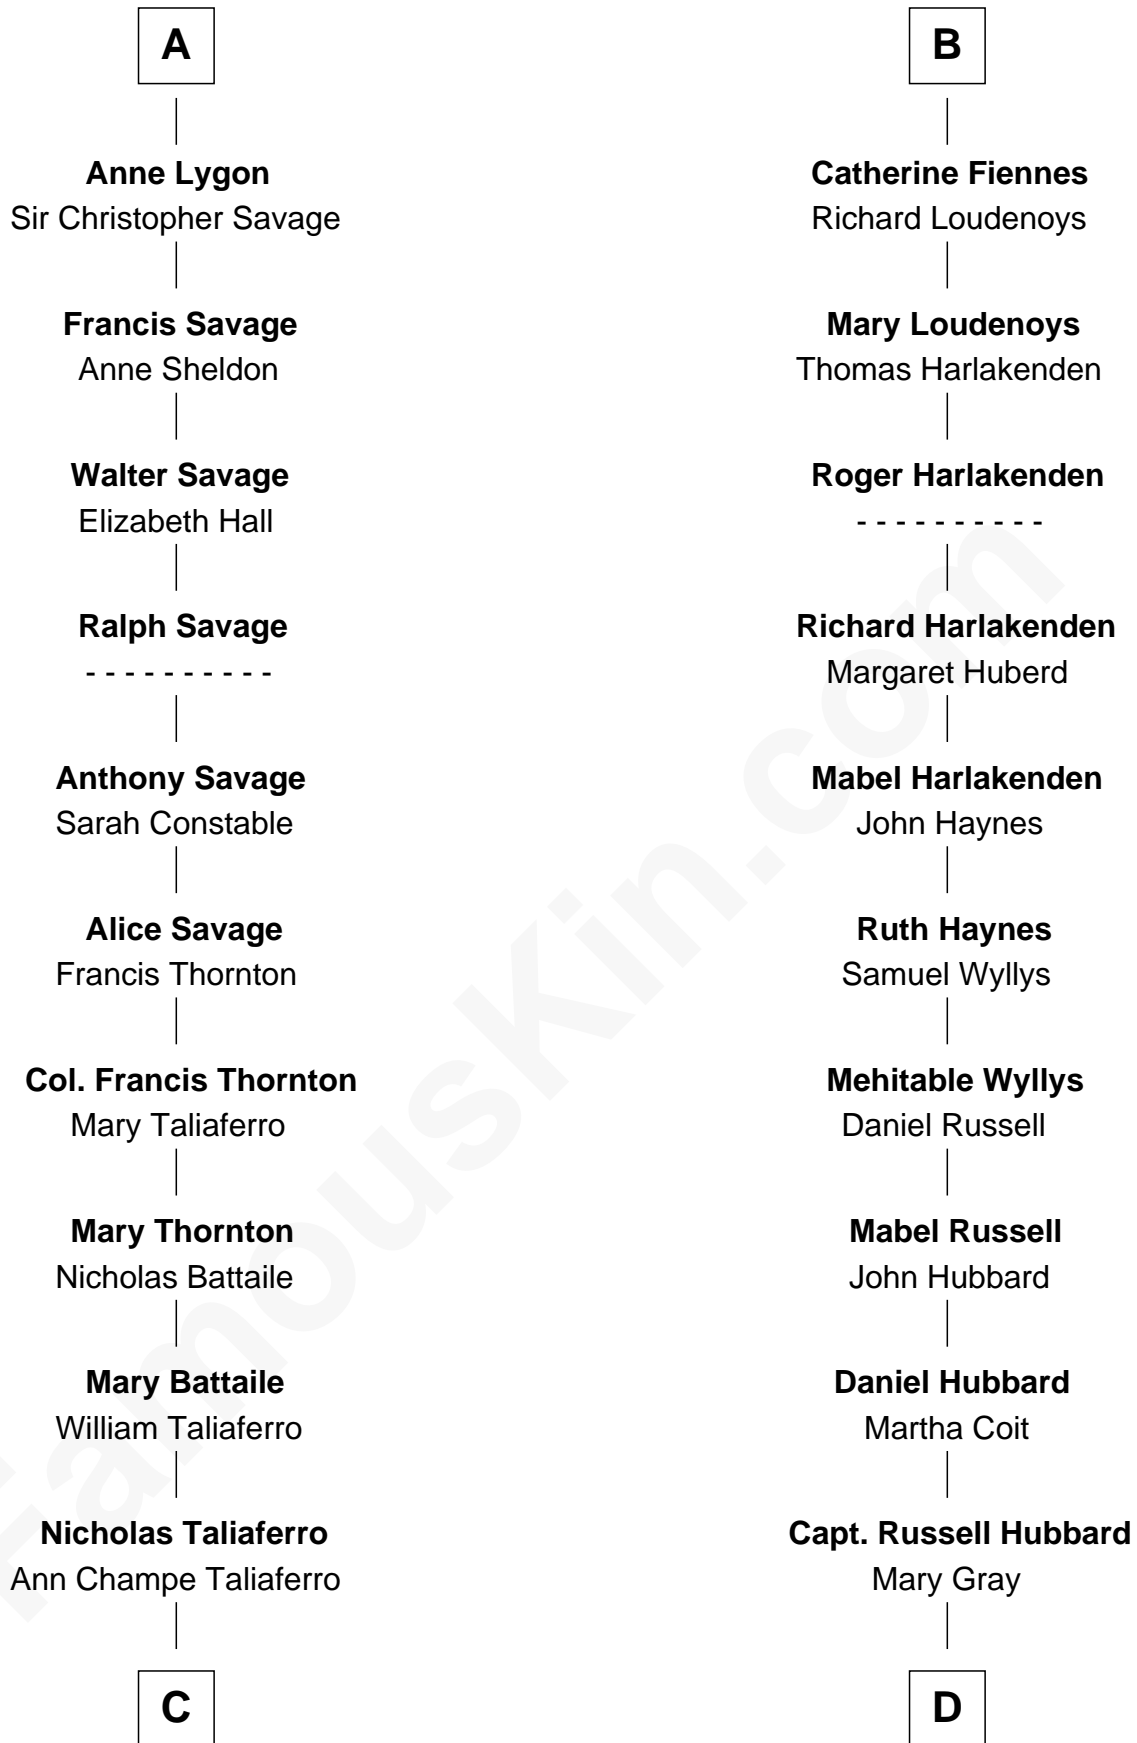 A
Anne Lygon
Sir Christopher Savage
Francis Savage
Anne Sheldon
Walter Savage
Elizabeth Hall
Ralph Savage
- - - - - - - - - -
Anthony Savage
Sarah Constable
Alice Savage
Francis Thornton
Col. Francis Thornton
Mary Taliaferro
Mary Thornton
Nicholas Battaile
Mary Battaile
William Taliaferro
Nicholas Taliaferro
Ann Champe Taliaferro
C
B
Catherine Fiennes
Richard Loudenoys
Mary Loudenoys
Thomas Harlakenden
Roger Harlakenden
- - - - - - - - - -
Richard Harlakenden
Margaret Huberd
Mabel Harlakenden
John Haynes
Ruth Haynes
Samuel Wyllys
Mehitable Wyllys
Daniel Russell
Mabel Russell
John Hubbard
Daniel Hubbard
Martha Coit
Capt. Russell Hubbard
Mary Gray
D
FamousKin.com